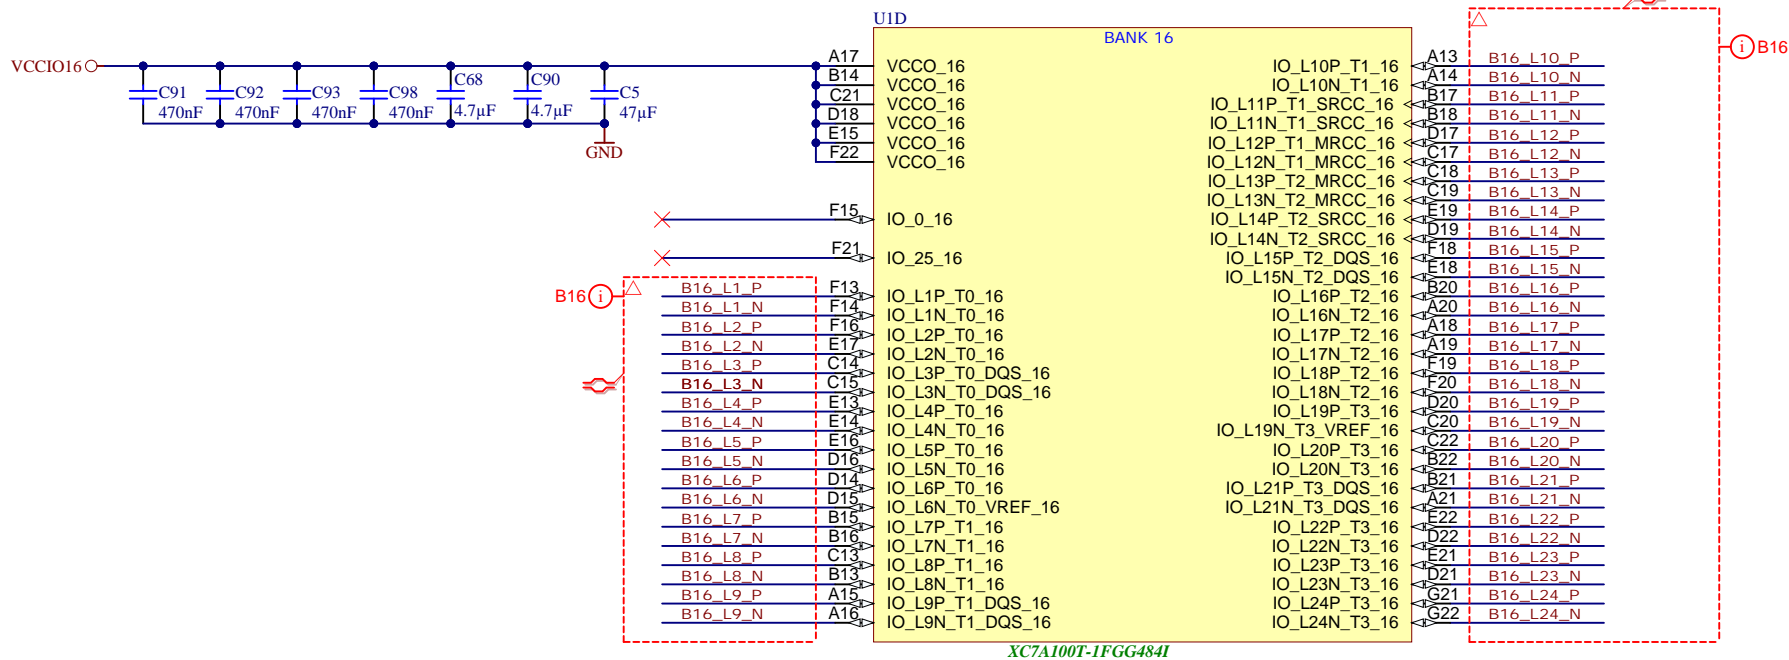 U1D
BANK 16
VCCIO16
C91
470nF
C92
470nF
C93
470nF
C98
470nF
C68
4.7µF
C90
4.7µF
C5
47µF
GND
A17 VCCO_16
B14 VCCO_16
C21 VCCO_16
D18 VCCO_16
E15 VCCO_16
F22 VCCO_16
F15 IO_0_16
F21 IO_25_16
B16 i
B16_L1_P F13 IO_L1P_T0_16
B16_L1_N F14 IO_L1N_T0_16
B16_L2_P F16 IO_L2P_T0_16
B16_L2_N E17 IO_L2N_T0_16
B16_L3_P C14 IO_L3P_T0_DQS_16
B16_L3_N C15 IO_L3N_T0_DQS_16
B16_L4_P E13 IO_L4P_T0_16
B16_L4_N E14 IO_L4N_T0_16
B16_L5_P E16 IO_L5P_T0_16
B16_L5_N D16 IO_L5N_T0_16
B16_L6_P D14 IO_L6P_T0_16
B16_L6_N D15 IO_L6N_T0_VREF_16
B16_L7_P B15 IO_L7P_T1_16
B16_L7_N B16 IO_L7N_T1_16
B16_L8_P C13 IO_L8P_T1_16
B16_L8_N B13 IO_L8N_T1_16
B16_L9_P A15 IO_L9P_T1_DQS_16
B16_L9_N A16 IO_L9N_T1_DQS_16
IO_L10P_T1_16 A13 B16_L10_P
IO_L10N_T1_16 A14 B16_L10_N
IO_L11P_T1_SRCC_16 B17 B16_L11_P
IO_L11N_T1_SRCC_16 B18 B16_L11_N
IO_L12P_T1_MRCC_16 D17 B16_L12_P
IO_L12N_T1_MRCC_16 C17 B16_L12_N
IO_L13P_T2_MRCC_16 C18 B16_L13_P
IO_L13N_T2_MRCC_16 C19 B16_L13_N
IO_L14P_T2_SRCC_16 E19 B16_L14_P
IO_L14N_T2_SRCC_16 D19 B16_L14_N
IO_L15P_T2_DQS_16 F18 B16_L15_P
IO_L15N_T2_DQS_16 E18 B16_L15_N
IO_L16P_T2_16 B20 B16_L16_P
IO_L16N_T2_16 A20 B16_L16_N
IO_L17P_T2_16 A18 B16_L17_P
IO_L17N_T2_16 A19 B16_L17_N
IO_L18P_T2_16 F19 B16_L18_P
IO_L18N_T2_16 F20 B16_L18_N
IO_L19P_T3_16 D20 B16_L19_P
IO_L19N_T3_VREF_16 C20 B16_L19_N
IO_L20P_T3_16 C22 B16_L20_P
IO_L20N_T3_16 B22 B16_L20_N
IO_L21P_T3_DQS_16 B21 B16_L21_P
IO_L21N_T3_DQS_16 A21 B16_L21_N
IO_L22P_T3_16 E22 B16_L22_P
IO_L22N_T3_16 D22 B16_L22_N
IO_L23P_T3_16 E21 B16_L23_P
IO_L23N_T3_16 D21 B16_L23_N
IO_L24P_T3_16 G21 B16_L24_P
IO_L24N_T3_16 G22 B16_L24_N
i B16
XC7A100T-1FGG484I